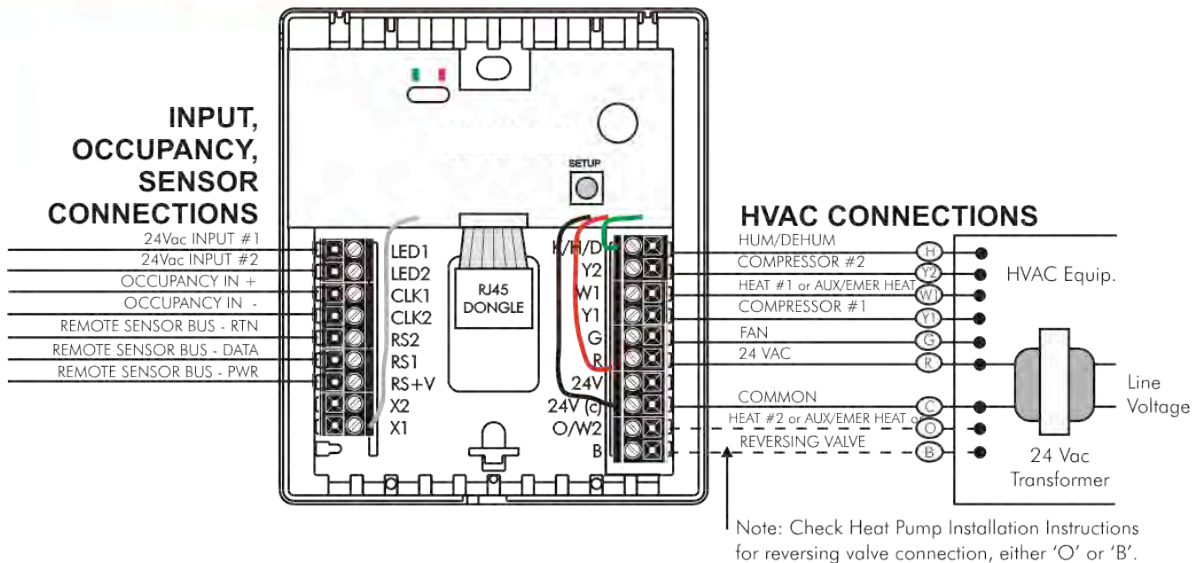 INPUT,
OCCUPANCY,
SENSOR
CONNECTIONS
24Vac INPUT #1
24Vac INPUT #2
OCCUPANCY IN +
OCCUPANCY IN -
REMOTE SENSOR BUS - RTN
REMOTE SENSOR BUS - DATA
REMOTE SENSOR BUS - PWR
SETUP
LED1
LED2
CLK1
CLK2
RS2
RS1
RS+V
X2
X1
RJ45
DONGLE
K/H/D
Y2
W1
Y1
G
R
24V
24V (c)
O/W2
B
HVAC CONNECTIONS
HUM/DEHUM
COMPRESSOR #2
HEAT #1 or AUX/EMER HEAT
COMPRESSOR #1
FAN
24 VAC
COMMON
HEAT #2 or AUX/EMER HEAT or
REVERSING VALVE
H
Y2
W1
Y1
G
R
C
O
B
HVAC Equip.
Line
Voltage
24 Vac
Transformer
Note: Check Heat Pump Installation Instructions
for reversing valve connection, either 'O' or 'B'.